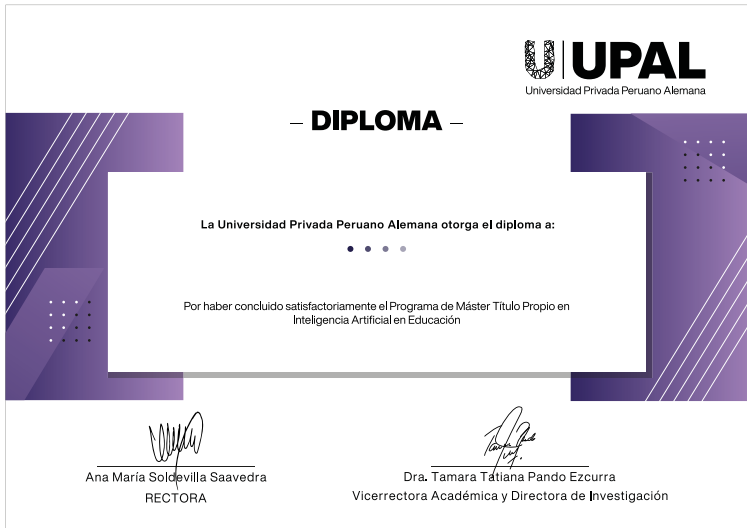 UPAL
Universidad Privada Peruano Alemana
– DIPLOMA –
La Universidad Privada Peruano Alemana otorga el diploma a:
Por haber concluido satisfactoriamente el Programa de Máster Título Propio en
Inteligencia Artificial en Educación
Ana María Soldevilla Saavedra
RECTORA
Dra. Tamara Tatiana Pando Ezcurra
Vicerrectora Académica y Directora de Investigación